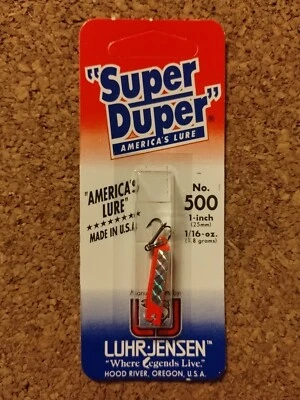 "Super
Duper"®
AMERICA'S LURE
"AMERICA'S
LURE"
★★★★★★★★
MADE IN U.S.A.
No.
500
1-inch
(25mm)
1/16-oz.
(1.8 grams)
LUHR-JENSEN™
"Where Legends Live."
HOOD RIVER, OREGON, U.S.A.